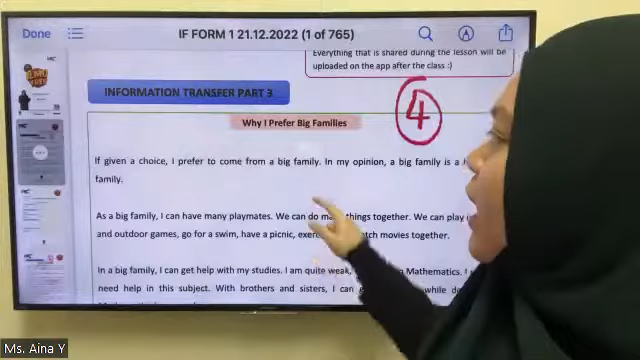 Done
IF FORM 1 21.12.2022 (1 of 765)
Everything that is shared during the lesson will be
uploaded on the app after the class :)
INFORMATION TRANSFER PART 3
4
Why I Prefer Big Families
If given a choice, I prefer to come from a big family. In my opinion, a big family is a
family.
As a big family, I can have many playmates. We can do things together. We can play
and outdoor games, go for a swim, have a picnic, movies together.
In a big family, I can get help with my studies. I am quite weak, Mathematics. I
need help in this subject. With brothers and sisters, I can while
Ms. Aina Y